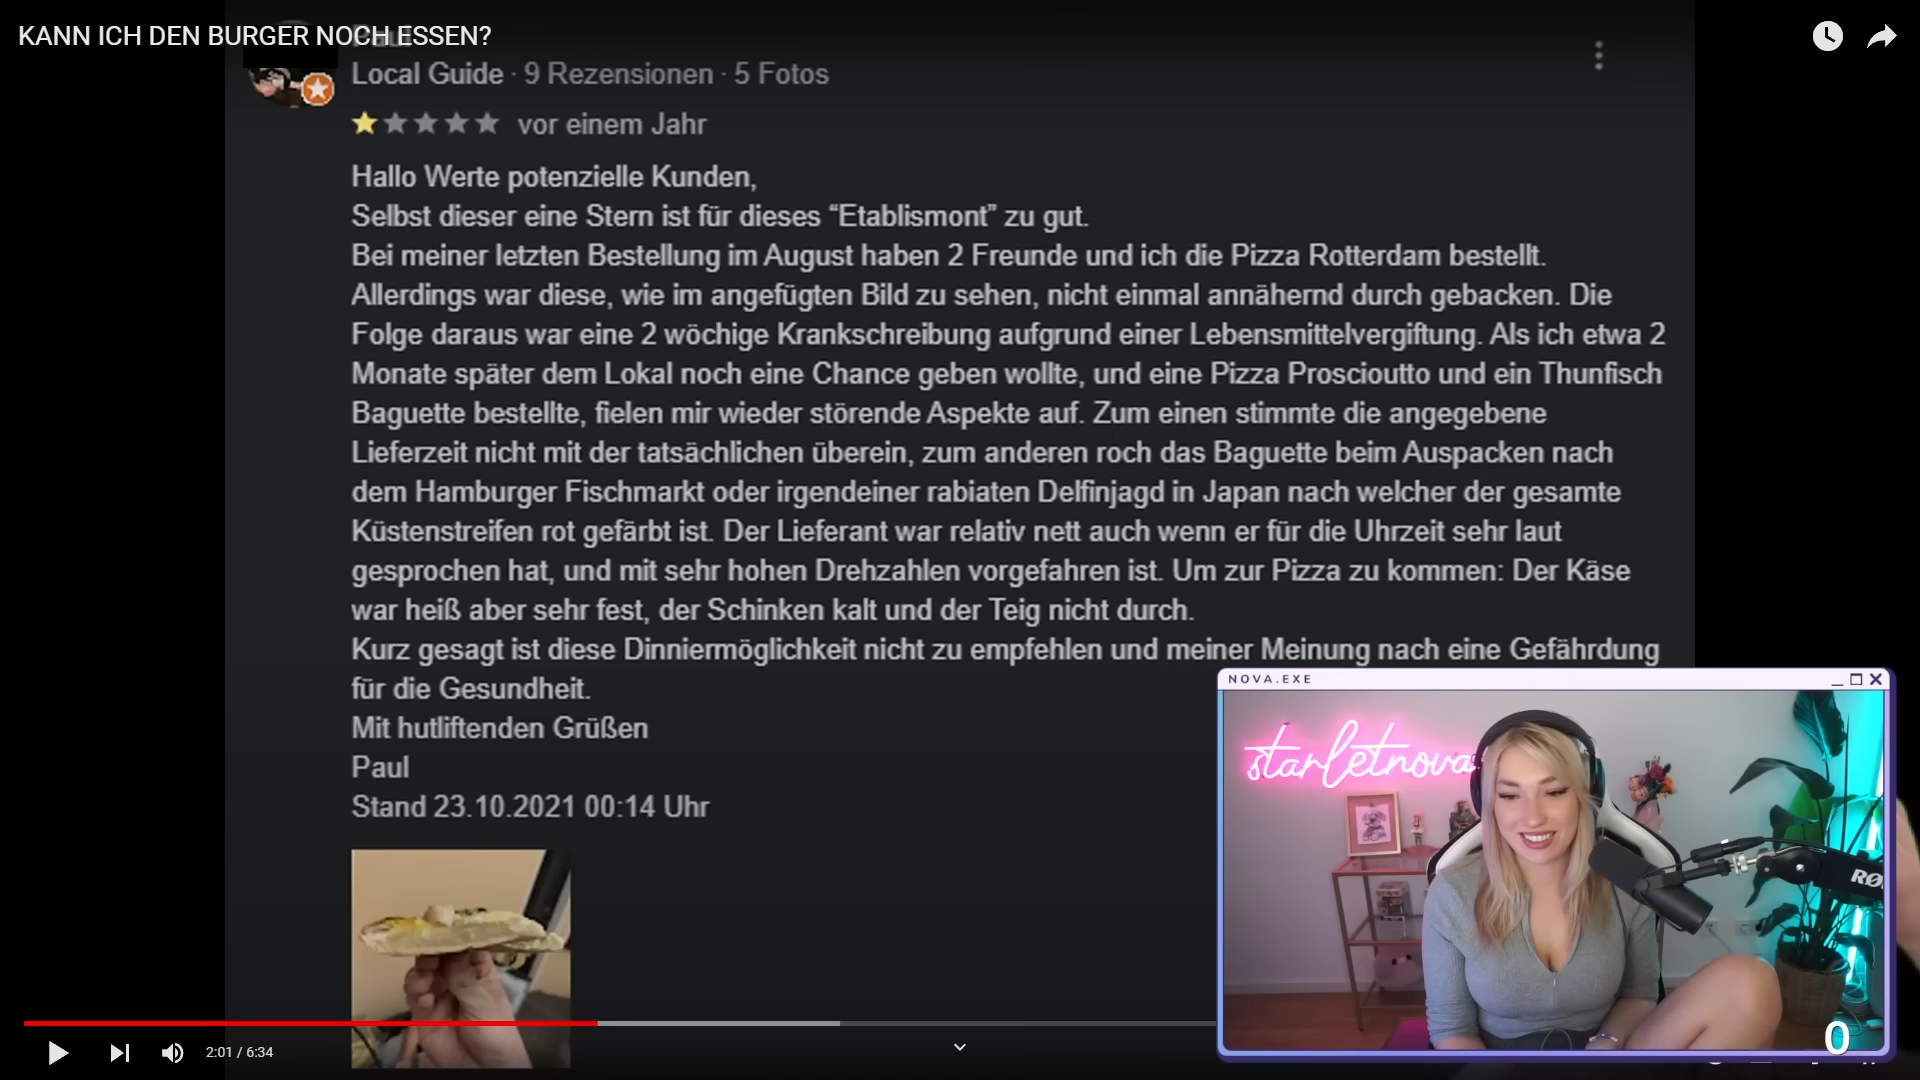 KANN ICH DEN BURGER NOCH ESSEN?
Local Guide · 9 Rezensionen · 5 Fotos
vor einem Jahr
Hallo Werte potenzielle Kunden,
Selbst dieser eine Stern ist für dieses “Etablismont” zu gut.
Bei meiner letzten Bestellung im August haben 2 Freunde und ich die Pizza Rotterdam bestellt.
Allerdings war diese, wie im angefügten Bild zu sehen, nicht einmal annähernd durch gebacken. Die
Folge daraus war eine 2 wöchige Krankschreibung aufgrund einer Lebensmittelvergiftung. Als ich etwa 2
Monate später dem Lokal noch eine Chance geben wollte, und eine Pizza Proscioutto und ein Thunfisch
Baguette bestellte, fielen mir wieder störende Aspekte auf. Zum einen stimmte die angegebene
Lieferzeit nicht mit der tatsächlichen überein, zum anderen roch das Baguette beim Auspacken nach
dem Hamburger Fischmarkt oder irgendeiner rabiaten Delfinjagd in Japan nach welcher der gesamte
Küstenstreifen rot gefärbt ist. Der Lieferant war relativ nett auch wenn er für die Uhrzeit sehr laut
gesprochen hat, und mit sehr hohen Drehzahlen vorgefahren ist. Um zur Pizza zu kommen: Der Käse
war heiß aber sehr fest, der Schinken kalt und der Teig nicht durch.
Kurz gesagt ist diese Dinniermöglichkeit nicht zu empfehlen und meiner Meinung nach eine Gefährdung
für die Gesundheit.
Mit hutliftenden Grüßen
Paul
Stand 23.10.2021 00:14 Uhr
NOVA.EXE
starletnova
RØ
0
2:01 / 6:34